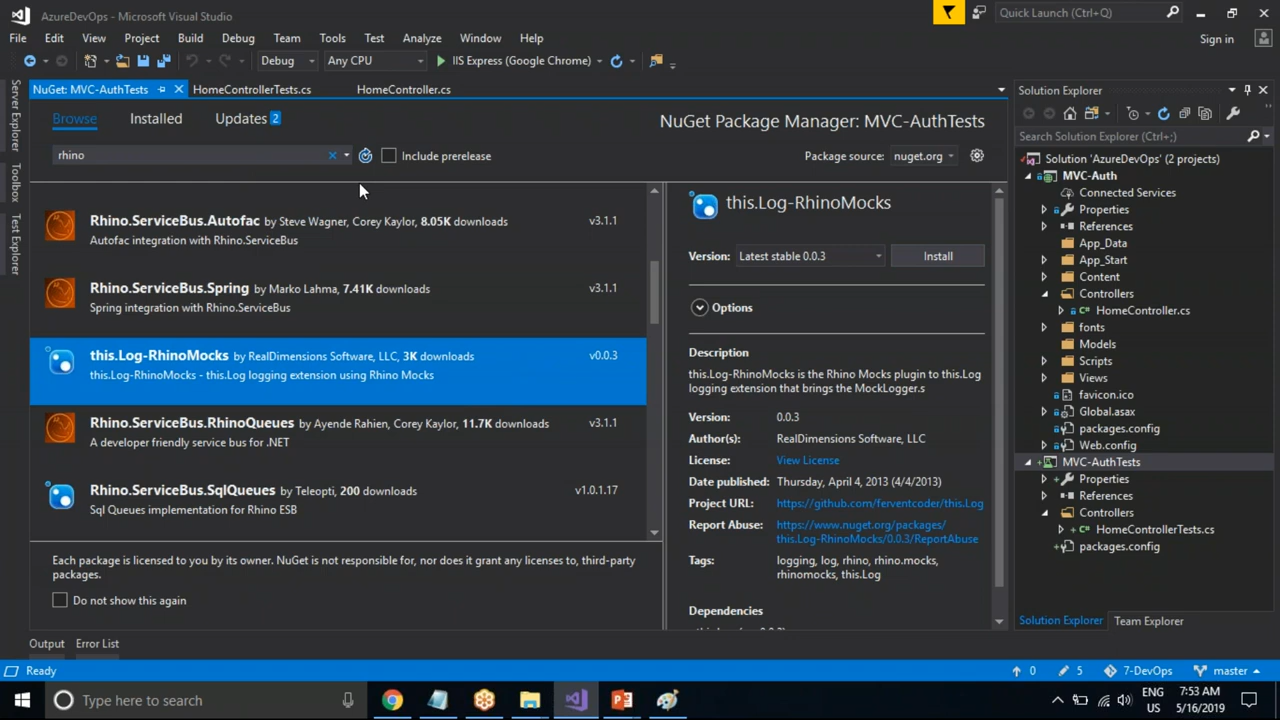 AzureDevOps - Microsoft Visual Studio
Quick Launch (Ctrl+Q)
File Edit View Project Build Debug Team Tools Test Analyze Window Help
Sign in
Debug Any CPU IIS Express (Google Chrome)
Server Explorer
Toolbox
Test Explorer
NuGet: MVC-AuthTests HomeControllerTests.cs HomeController.cs
Browse Installed Updates 2
NuGet Package Manager: MVC-AuthTests
rhino
Include prerelease
Package source: nuget.org
Rhino.ServiceBus.Autofac by Steve Wagner, Corey Kaylor, 8.05K downloads v3.1.1
Autofac integration with Rhino.ServiceBus
Rhino.ServiceBus.Spring by Marko Lahma, 7.41K downloads v3.1.1
Spring integration with Rhino.ServiceBus
this.Log-RhinoMocks by RealDimensions Software, LLC, 3K downloads v0.0.3
this.Log-RhinoMocks - this.Log logging extension using Rhino Mocks
Rhino.ServiceBus.RhinoQueues by Ayende Rahien, Corey Kaylor, 11.7K downloads v3.1.1
A developer friendly service bus for .NET
Rhino.ServiceBus.SqlQueues by Teleopti, 200 downloads v1.0.1.17
Sql Queues implementation for Rhino ESB
Each package is licensed to you by its owner. NuGet is not responsible for, nor does it grant any licenses to, third-party
packages.
Do not show this again
this.Log-RhinoMocks
Version: Latest stable 0.0.3 Install
Options
Description
this.Log-RhinoMocks is the Rhino Mocks plugin to this.Log
logging extension that brings the MockLogger.s
Version: 0.0.3
Author(s): RealDimensions Software, LLC
License: View License
Date published: Thursday, April 4, 2013 (4/4/2013)
Project URL: https://github.com/ferventcoder/this.Log
Report Abuse: https://www.nuget.org/packages/
this.Log-RhinoMocks/0.0.3/ReportAbuse
Tags: logging, log, rhino, rhino.mocks,
rhinomocks, this.Log
Dependencies
Solution Explorer
Search Solution Explorer (Ctrl+;)
Solution 'AzureDevOps' (2 projects)
MVC-Auth
Connected Services
Properties
References
App_Data
App_Start
Content
Controllers
HomeController.cs
fonts
Models
Scripts
Views
favicon.ico
Global.asax
packages.config
Web.config
MVC-AuthTests
Properties
References
Controllers
HomeControllerTests.cs
packages.config
Solution Explorer Team Explorer
Output Error List
Ready
0 5 7-DevOps master
Type here to search
ENG
US
7:53 AM
5/16/2019